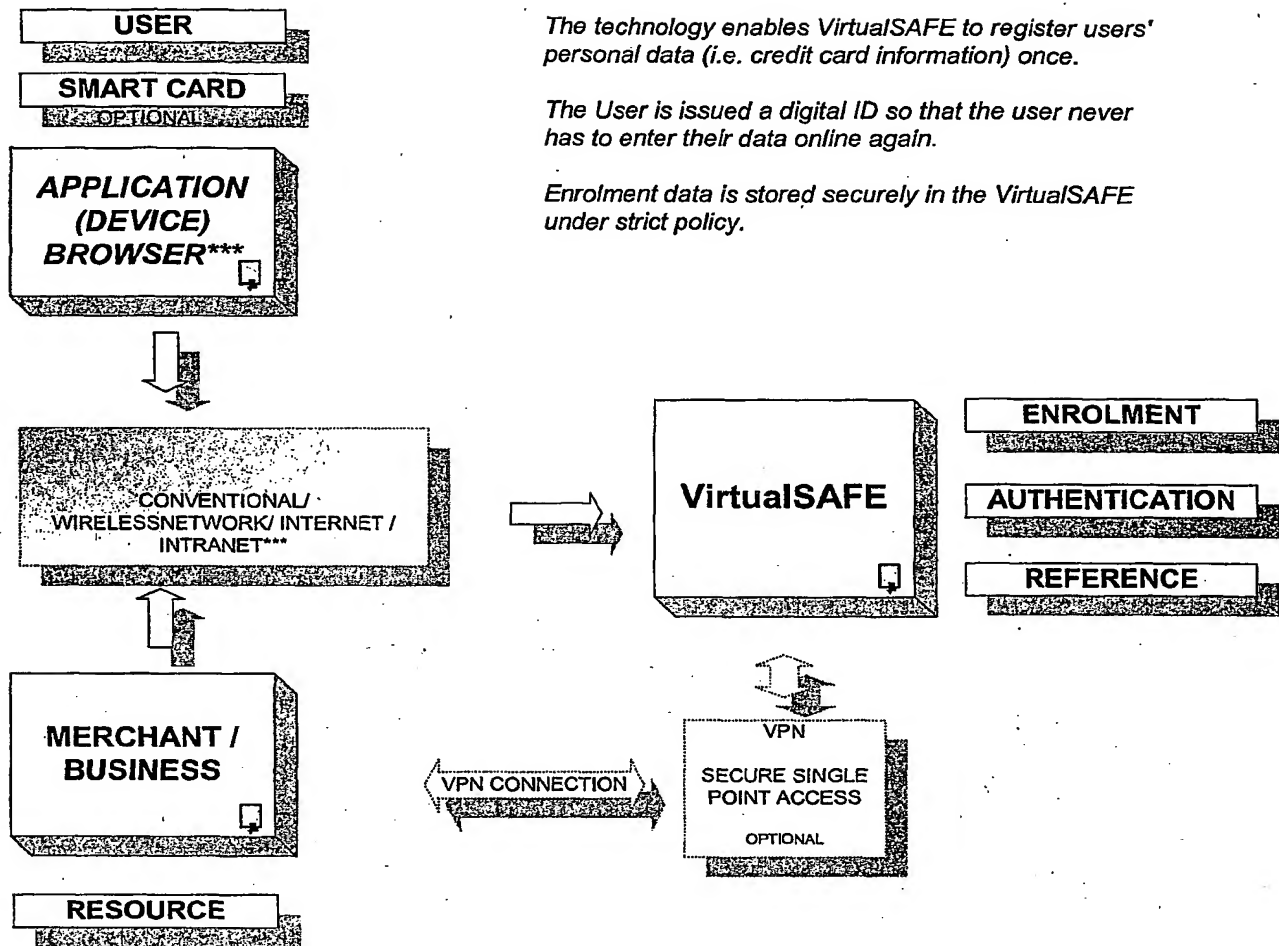 USER
SMART CARD
OPTIONAL
APPLICATION
(DEVICE)
BROWSER***
The technology enables VirtualSAFE to register users'
personal data (i.e. credit card information) once.
The User is issued a digital ID so that the user never
has to enter their data online again.
Enrolment data is stored securely in the VirtualSAFE
under strict policy.
CONVENTIONAL/
WIRELESSNETWORK/ INTERNET /
INTRANET***
VirtualSAFE
ENROLMENT
AUTHENTICATION
REFERENCE
MERCHANT /
BUSINESS
VPN CONNECTION
VPN
SECURE SINGLE
POINT ACCESS
OPTIONAL
RESOURCE